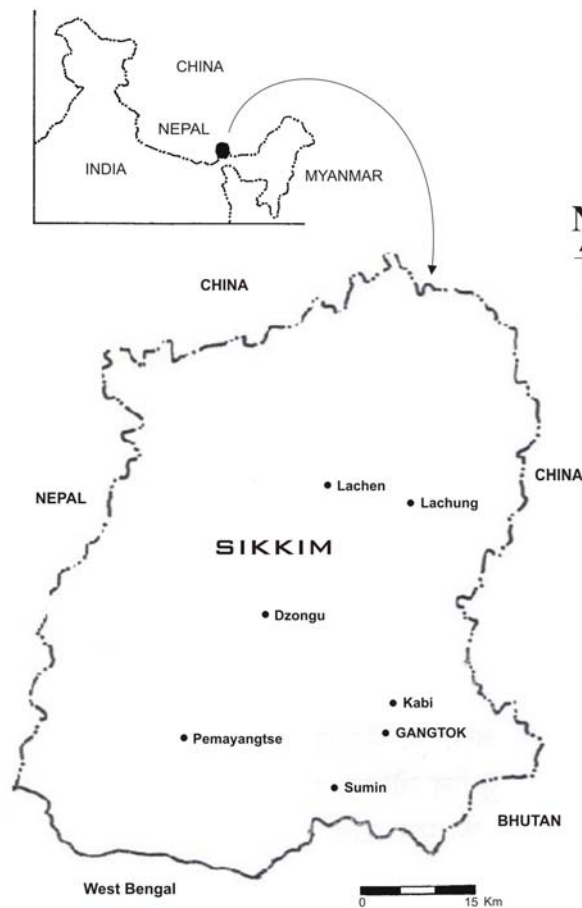 CHINA
NEPAL
INDIA
MYANMAR
CHINA
CHINA
NEPAL
Lachen
Lachung
SIKKIM
Dzongu
Kabi
Pemayangtse
GANGTOK
Sumin
BHUTAN
West Bengal
0 15 Km